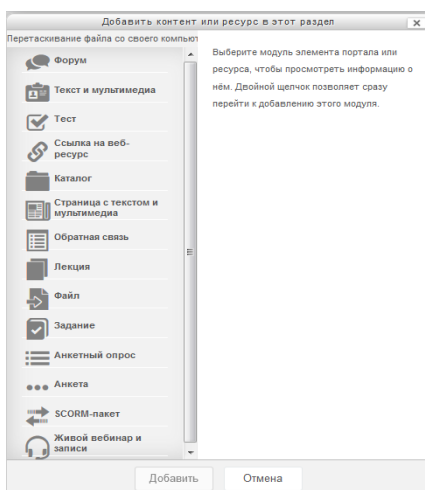 Добавить контент или ресурс в этот раздел
Перетаскивание файла со своего компьют
Форум
Текст и мультимедиа
Тест
Ссылка на веб-
ресурс
Каталог
Страница с текстом и
мультимедиа
Обратная связь
Лекция
Файл
Задание
Анкетный опрос
Анкета
SCORM-пакет
Живой вебинар и
записи
Выберите модуль элемента портала или
ресурса, чтобы просмотреть информацию о
нём. Двойной щелчок позволяет сразу
перейти к добавлению этого модуля.
Добавить
Отмена